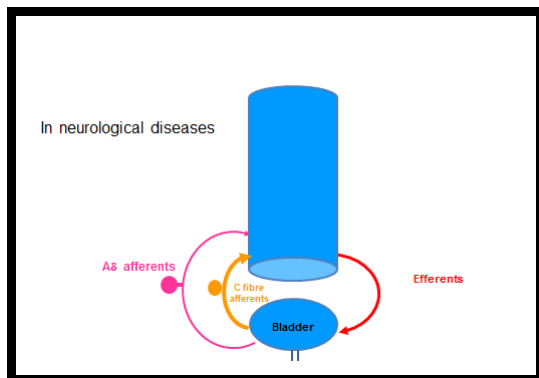 In neurological diseases
Aδ afferents
C fibre
afferents
Efferents
Bladder